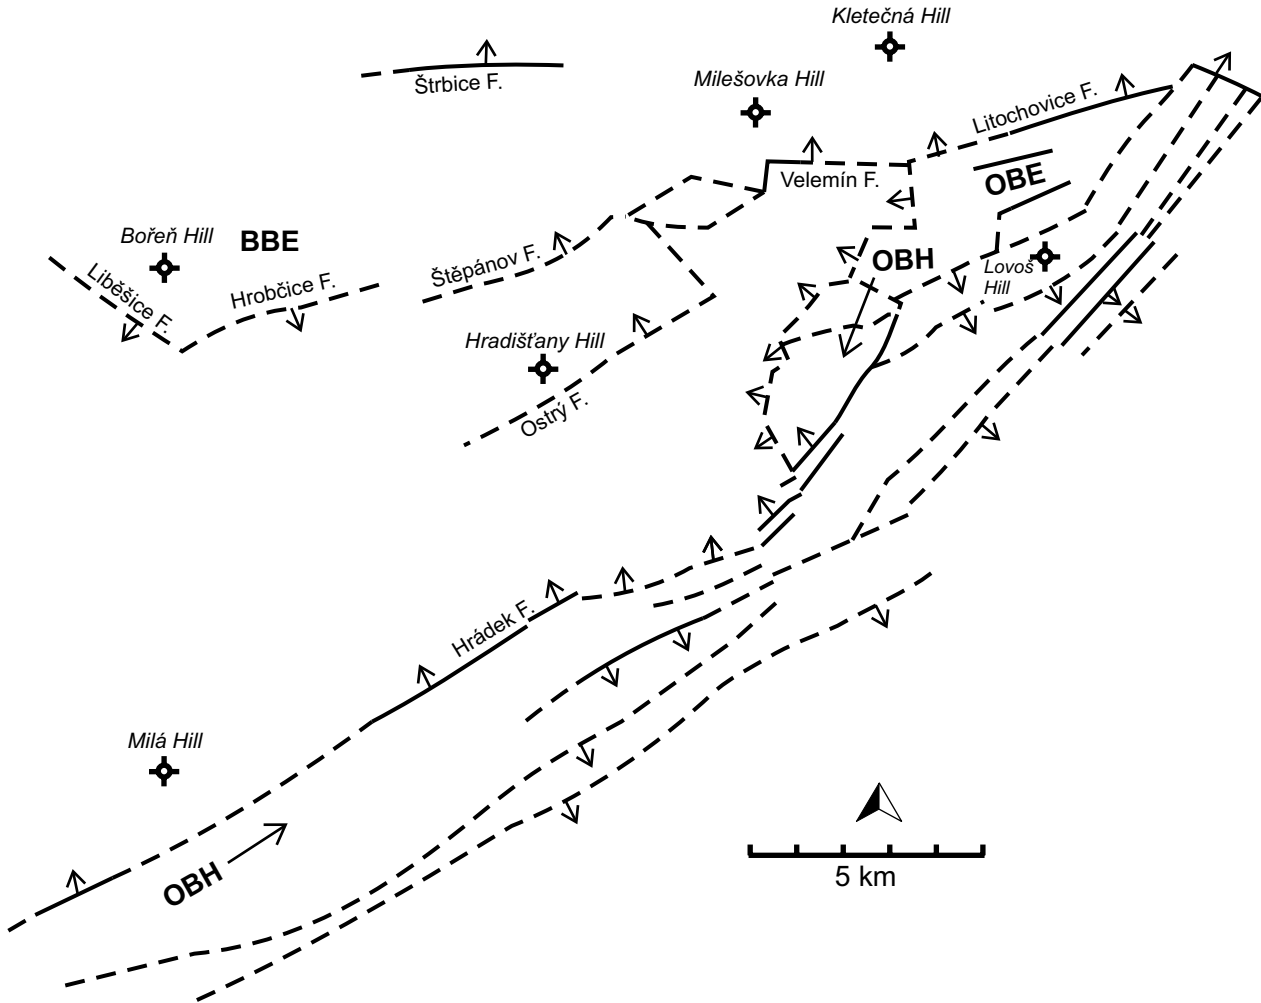 Kletečná Hill
Milešovka Hill
Štrbice F.
Litochovice F.
Velemín F.
OBE
Bořeň Hill
BBE
OBH
Lovoš
Hill
Štěpánov F.
Liběšice F.
Hrobčice F.
Hradišťany Hill
Ostrý F.
Hrádek F.
Milá Hill
OBH
5 km